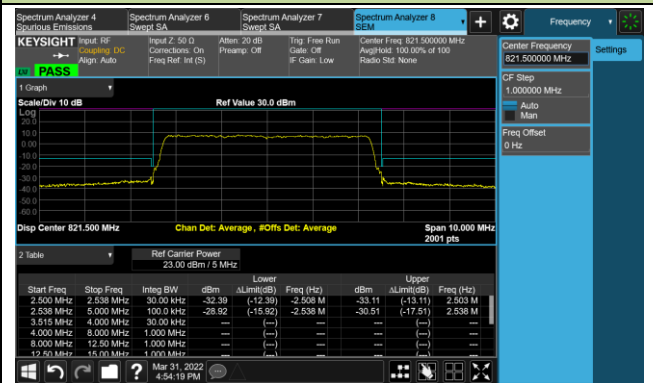 Spectrum Analyzer 4 Spectrum Analyzer 6 Spectrum Analyzer 7 Spectrum Analyzer 8 Frequency
Spurious Emissions Swept SA Swept SA SEM
KEYSIGHT Input: RF Input Z: 50 Ω Atten: 20 dB Trig: Free Run Center Freq: 821.500000 MHz
Coupling: DC Corrections: On Preamp: Off Gate: Off Avg|Hold: 100.00% of 100
Align: Auto Freq Ref: Int (S) IF Gain: Low Radio Std: None
PASS
Center Frequency Settings
821.500000 MHz
CF Step
1.000000 MHz
Auto
Man
Freq Offset
0 Hz
1 Graph
Scale/Div 10 dB Ref Value 30.0 dBm
Log
20.0
10.0
0.00
-10.0
-20.0
-30.0
-40.0
-50.0
-60.0
Disp Center 821.500 MHz Chan Det: Average, #Offs Det: Average Span 10.000 MHz
2001 pts
2 Table Ref Carrier Power
23.00 dBm / 5 MHz
Lower Upper
Start Freq Stop Freq Integ BW dBm ΔLimit(dB) Freq (Hz) dBm ΔLimit(dB) Freq (Hz)
2.500 MHz 2.538 MHz 30.00 kHz -32.39 (-12.39) -2.508 M -33.11 (-13.11) 2.503 M
2.538 MHz 5.000 MHz 100.0 kHz -28.92 (-15.92) -2.538 M -30.51 (-17.51) 2.538 M
3.515 MHz 4.000 MHz 30.00 kHz --- (---) --- (---)
4.000 MHz 8.000 MHz 1.000 MHz --- (---) --- (---)
8.000 MHz 12.50 MHz 1.000 MHz --- (---) --- (---)
12.50 MHz 15.00 MHz 1.000 MHz --- (---) --- (---)
? Mar 31, 2022
4:54:19 PM